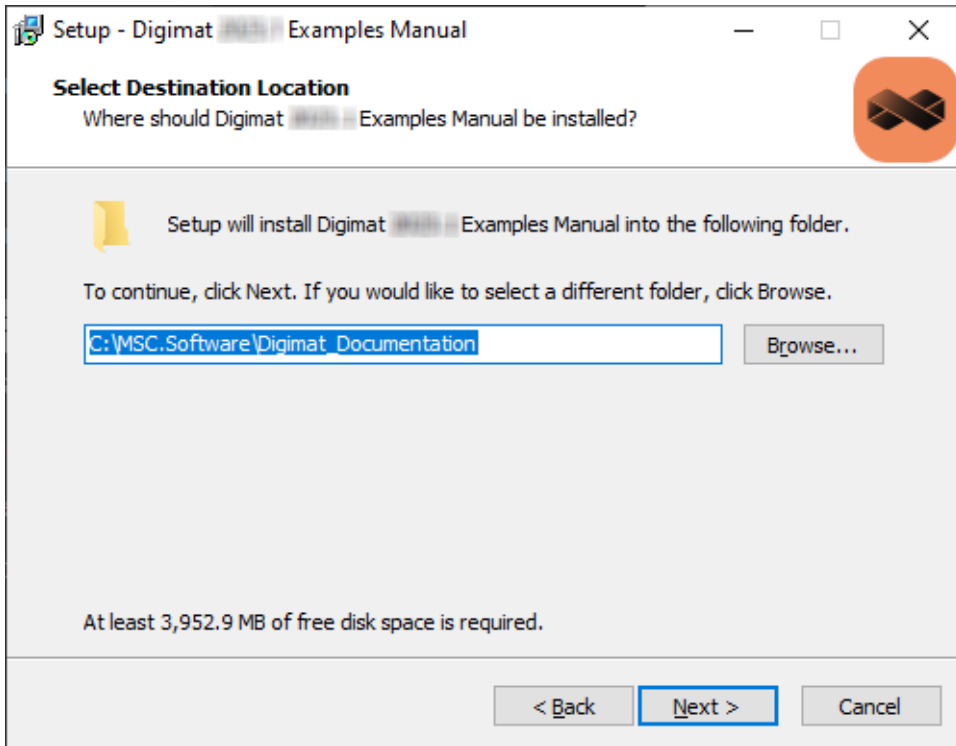 Setup - Digimat Examples Manual
Select Destination Location
Where should Digimat Examples Manual be installed?
Setup will install Digimat Examples Manual into the following folder.
To continue, click Next. If you would like to select a different folder, click Browse.
C:\MSC.Software\Digimat_Documentation
Browse...
At least 3,952.9 MB of free disk space is required.
< Back
Next >
Cancel